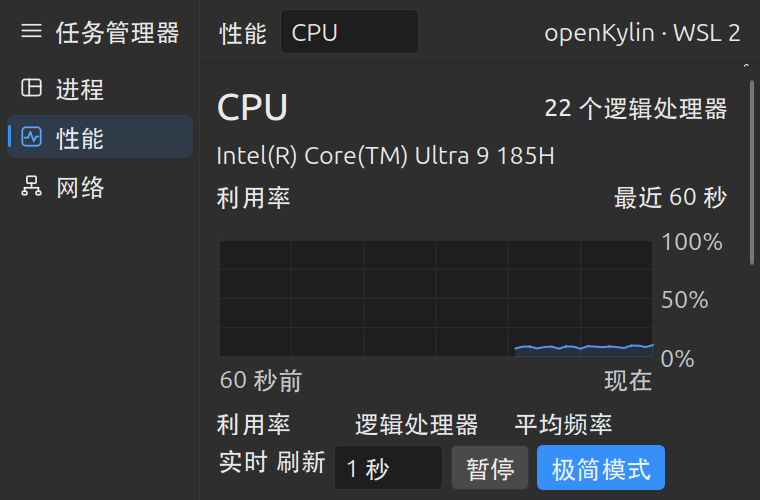 任务管理器
进程
性能
网络
性能 CPU openKylin · WSL 2
CPU 22 个逻辑处理器
Intel(R) Core(TM) Ultra 9 185H
利用率 最近 60 秒
100%
50%
0%
60 秒前 现在
利用率 逻辑处理器 平均频率
实时 刷新 1 秒 暂停 极简模式